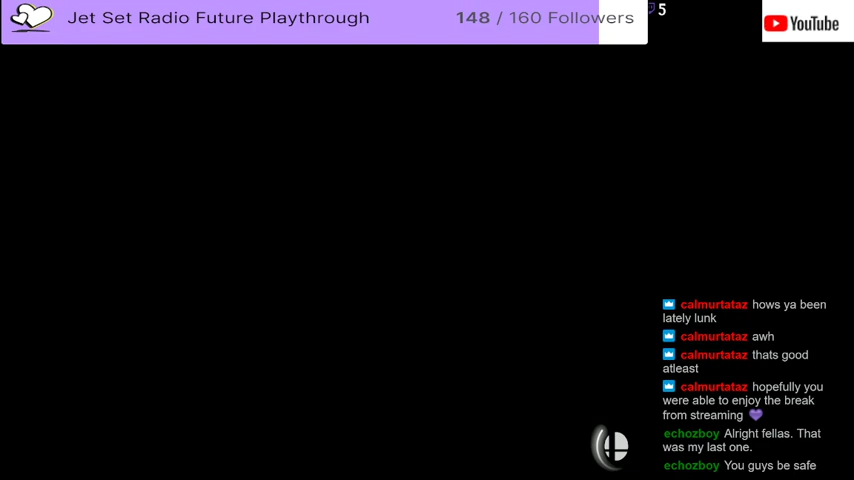 Jet Set Radio Future Playthrough 148 / 160 Followers
5
YouTube
calmurtataz hows ya been
lately lunk
calmurtataz awh
calmurtataz thats good
atleast
calmurtataz hopefully you
were able to enjoy the break
from streaming
echozboy Alright fellas. That
was my last one.
echozboy You guys be safe